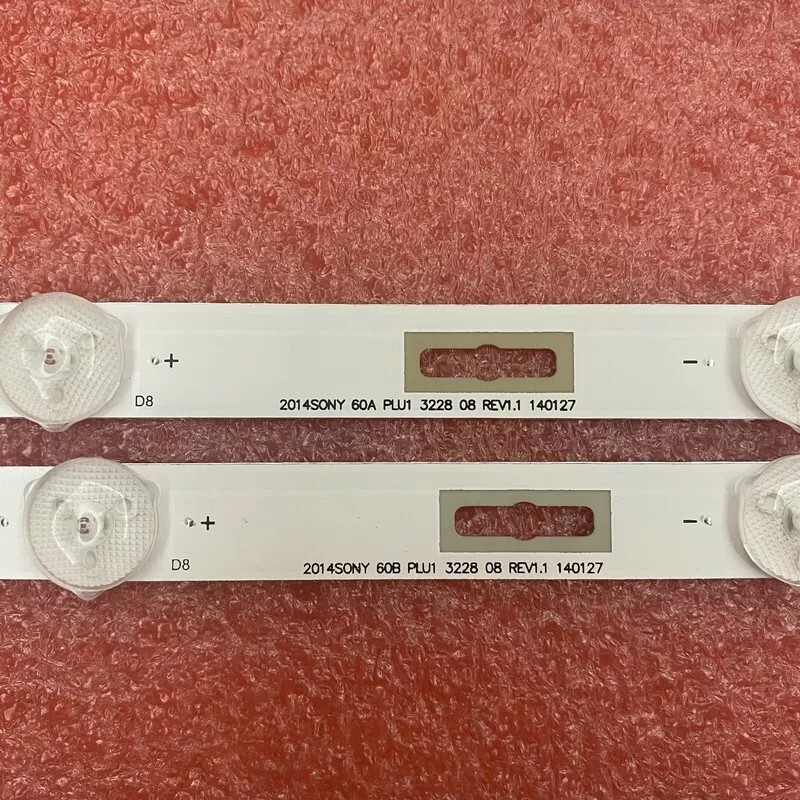 + -
D8
2014SONY 60A PLU1 3228 08 REV1.1 140127
+ -
D8
2014SONY 60B PLU1 3228 08 REV1.1 140127